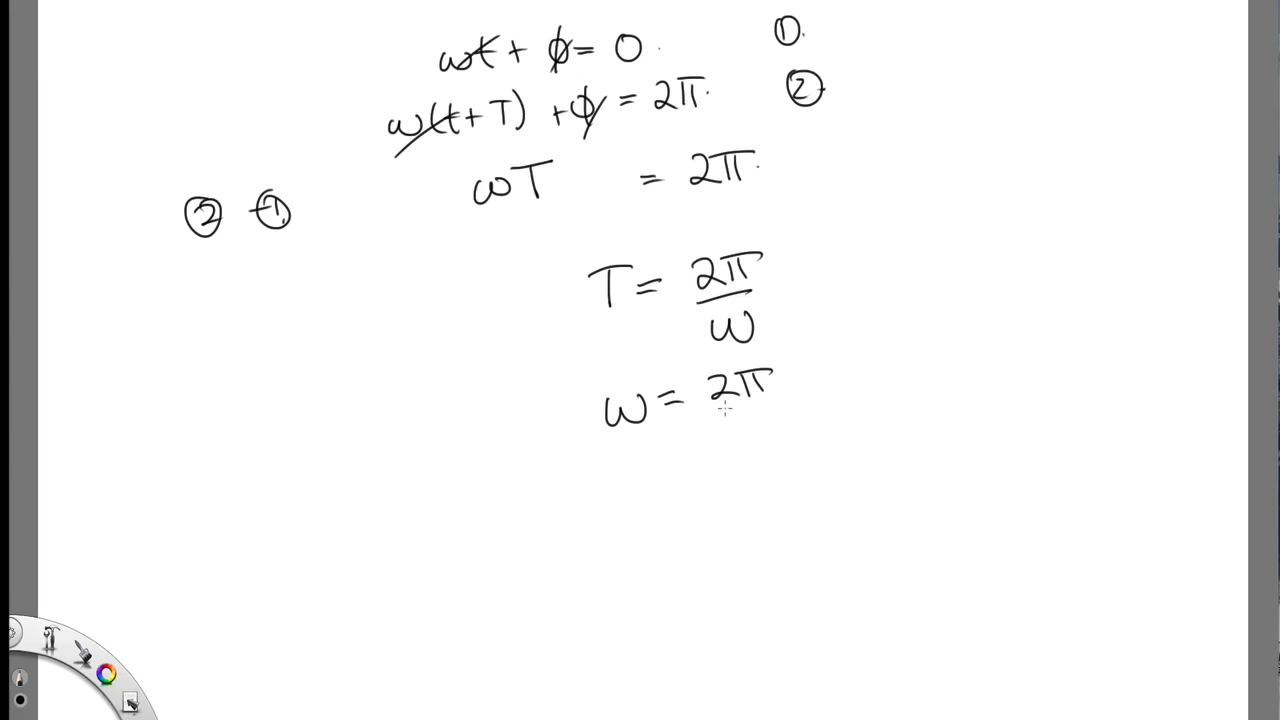 ωt + ϕ = 0. ①.
ω(t + T) + ϕ = 2π. ②
ωT = 2π.
② - ①
T = 2π/ω
ω = 2π